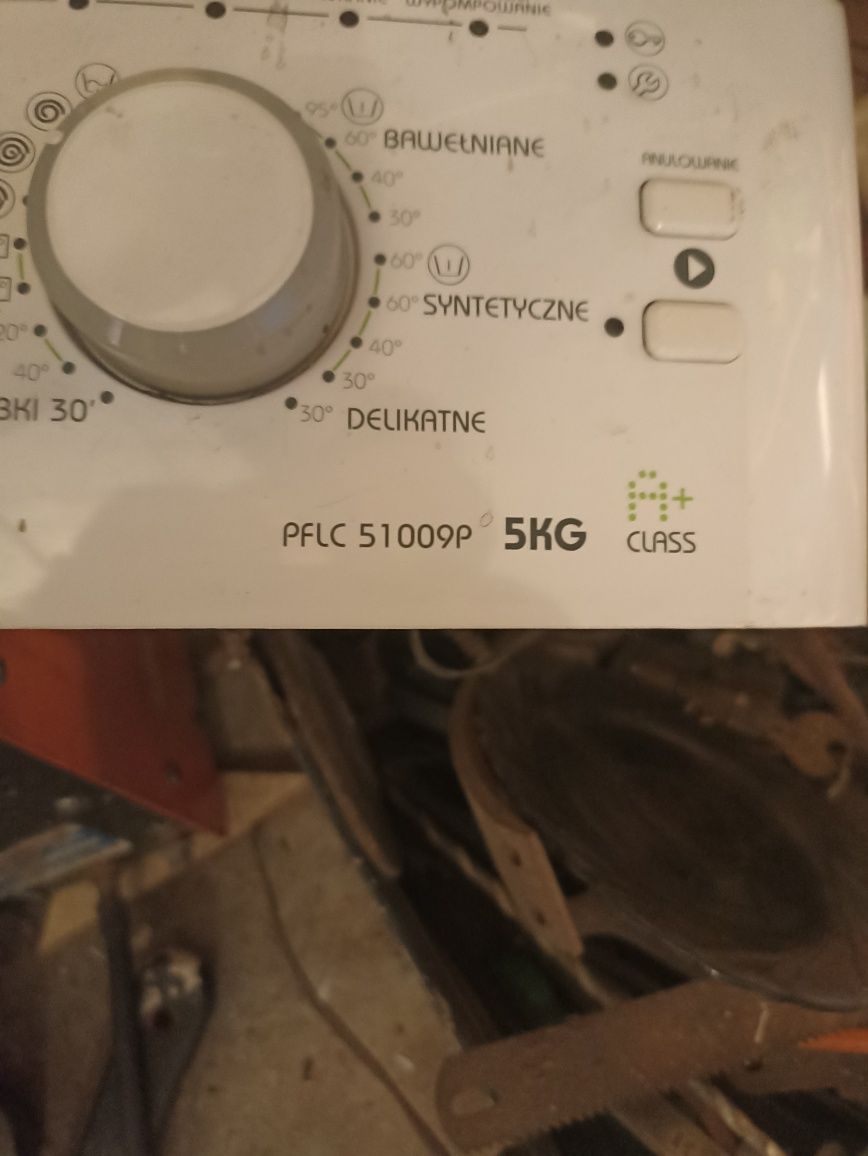 WYPOMPOWANIE
95°
60° BAWEŁNIANE
40°
30°
ANULOWANIE
60°
60° SYNTETYCZNE
40°
30°
30° DELIKATNE
20°
40°
30'
PFLC 51009P 5KG
A+
CLASS